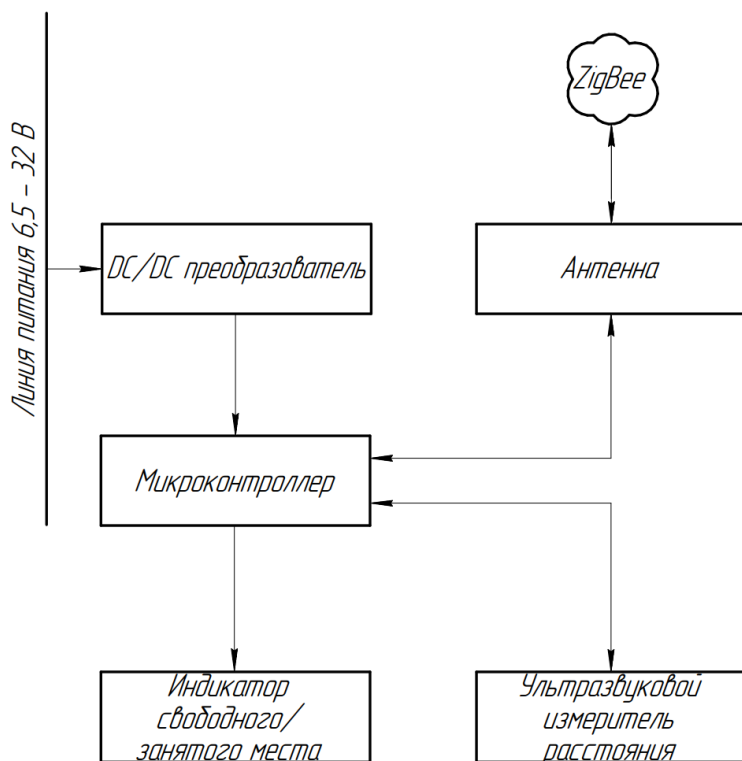 Линия питания 6,5 - 32 В
ZigBee
DC/DC преобразователь
Антенна
Микроконтроллер
Индикатор
свободного/
занятого места
Ультразвуковой
измеритель
расстояния